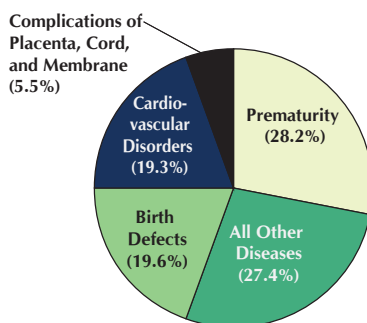 Complications of
Placenta, Cord,
and Membrane
(5.5%)
Prematurity
(28.2%)
Cardio-
vascular
Disorders
(19.3%)
Birth
Defects
(19.6%)
All Other
Diseases
(27.4%)